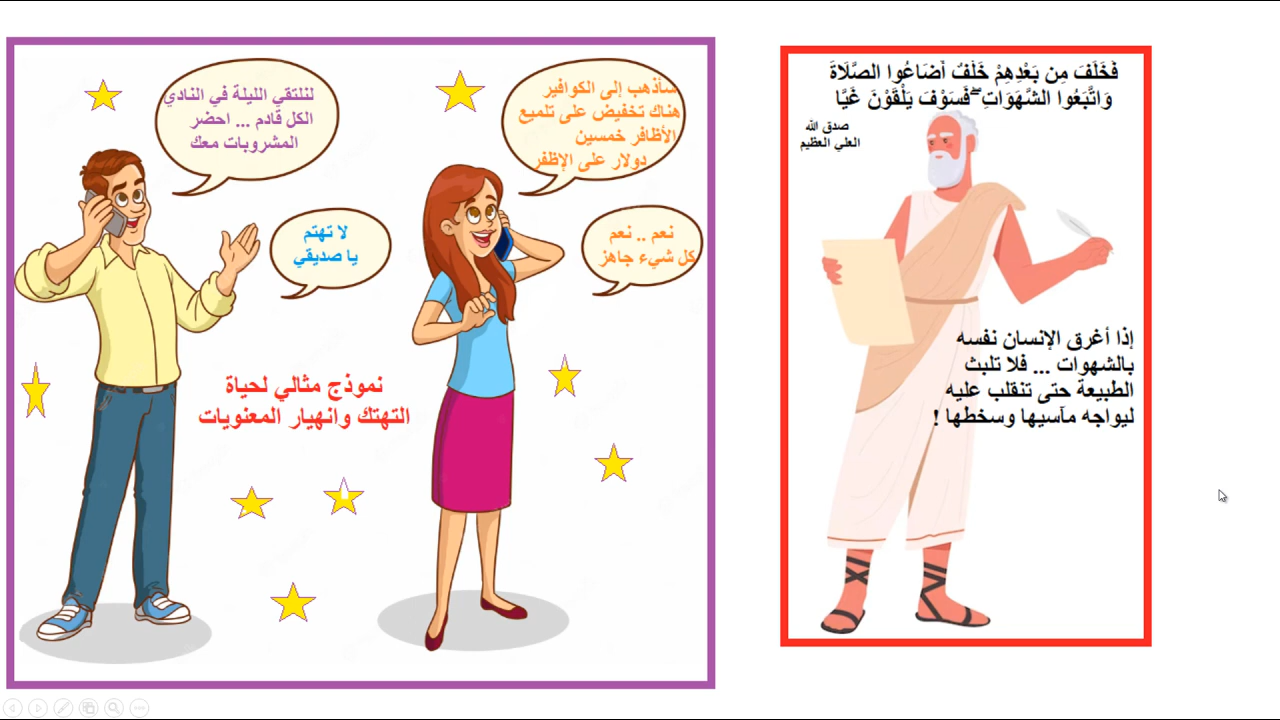 لنلتقي الليلة في النادي
الكل قادم ... احضر
المشروبات معك
لا تهتم
يا صديقي
سأذهب إلى الكوافير
هناك تخفيض على تلميع
الأظافر خمسين
دولار على الإظفر
نعم .. نعم
كل شيء جاهز
نموذج مثالي لحياة
التهتك وانهيار المعنويات
فَخَلَفَ مِن بَعْدِهِمْ خَلْفٌ أَضَاعُوا الصَّلَاةَ
وَاتَّبَعُوا الشَّهَوَاتِ ۖ فَسَوْفَ يَلْقَوْنَ غَيًّا
صدق الله
العلي العظيم
إذا أغرق الإنسان نفسه
بالشهوات ... فلا تلبث
الطبيعة حتى تنقلب عليه
ليواجه مآسيها وسخطها !